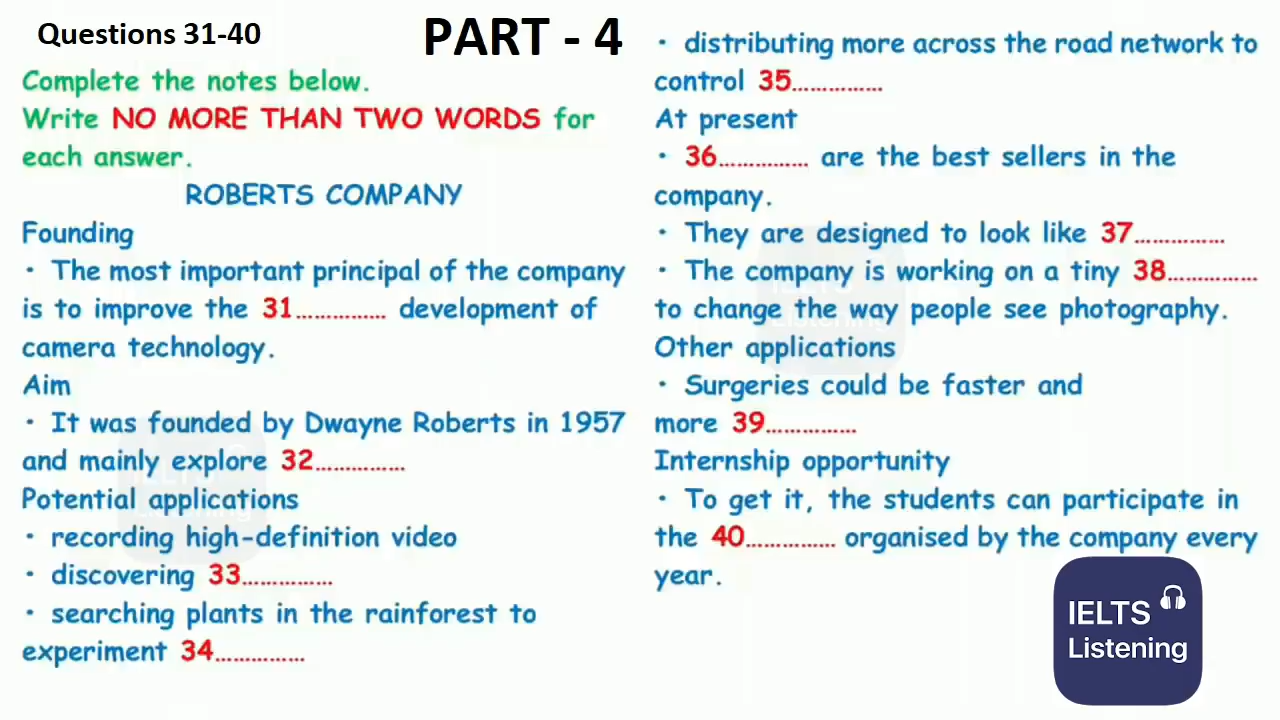 Questions 31-40
PART - 4
Complete the notes below.
Write NO MORE THAN TWO WORDS for
each answer.
ROBERTS COMPANY
Founding
• The most important principal of the company
is to improve the 31…………… development of
camera technology.
Aim
• It was founded by Dwayne Roberts in 1957
and mainly explore 32……………
Potential applications
• recording high-definition video
• discovering 33……………
• searching plants in the rainforest to
experiment 34……………
• distributing more across the road network to
control 35……………
At present
• 36…………… are the best sellers in the
company.
• They are designed to look like 37……………
• The company is working on a tiny 38……………
to change the way people see photography.
Other applications
• Surgeries could be faster and
more 39……………
Internship opportunity
• To get it, the students can participate in
the 40…………… organised by the company every
year.
IELTS
Listening
IELTS
Listening
IELTS
Listening